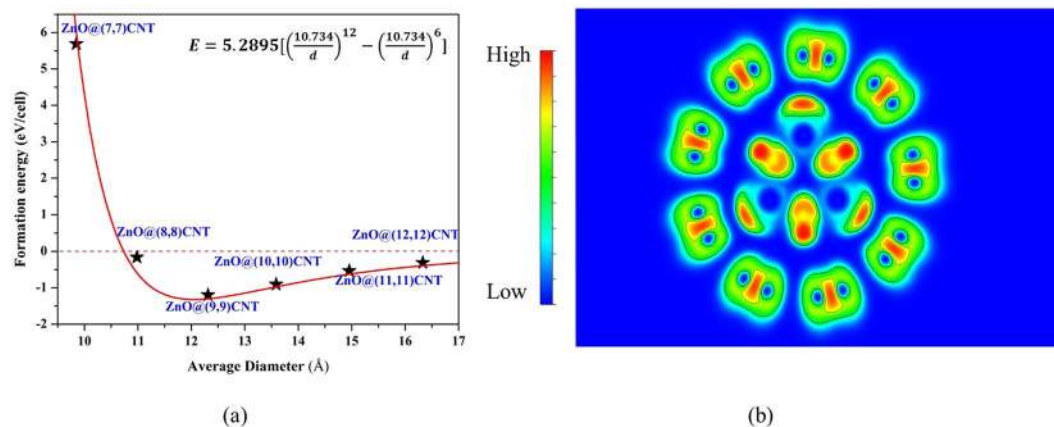 ZnO@(7,7)CNT
E = 5.2895[(10.734/d)^12 − (10.734/d)^6]
ZnO@(8,8)CNT
ZnO@(12,12)CNT
ZnO@(10,10)CNT
ZnO@(11,11)CNT
ZnO@(9,9)CNT
Formation energy (eV/cell)
6
5
4
3
2
1
0
-1
-2
10 11 12 13 14 15 16 17
Average Diameter (Å)
High
Low
(a)
(b)